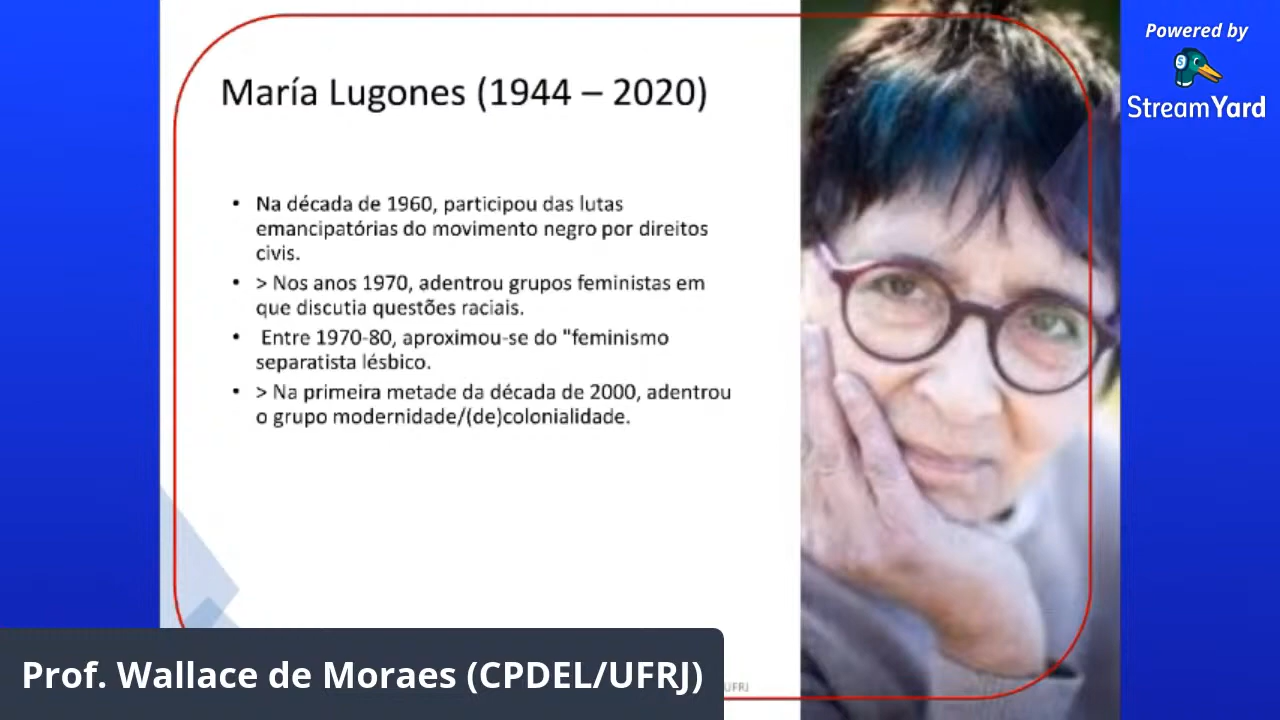 Powered by
StreamYard
María Lugones (1944 – 2020)
• Na década de 1960, participou das lutas
emancipatórias do movimento negro por direitos
civis.
• > Nos anos 1970, adentrou grupos feministas em
que discutia questões raciais.
• Entre 1970-80, aproximou-se do "feminismo
separatista lésbico.
• > Na primeira metade da década de 2000, adentrou
o grupo modernidade/(de)colonialidade.
UFRJ
Prof. Wallace de Moraes (CPDEL/UFRJ)